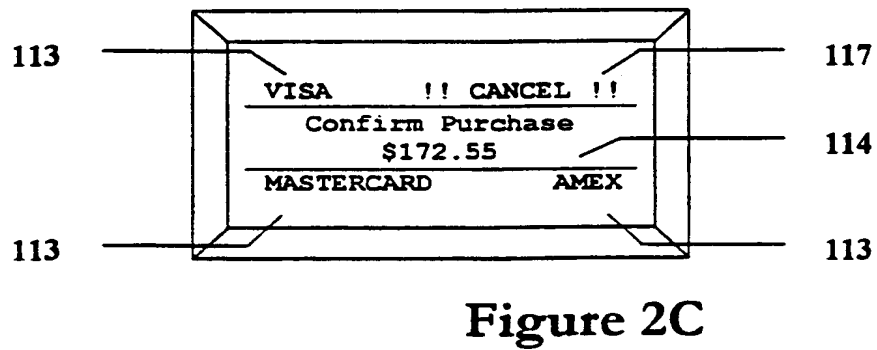 113
117
VISA !! CANCEL !!
Confirm Purchase
$172.55
114
MASTERCARD AMEX
113
113
Figure 2C